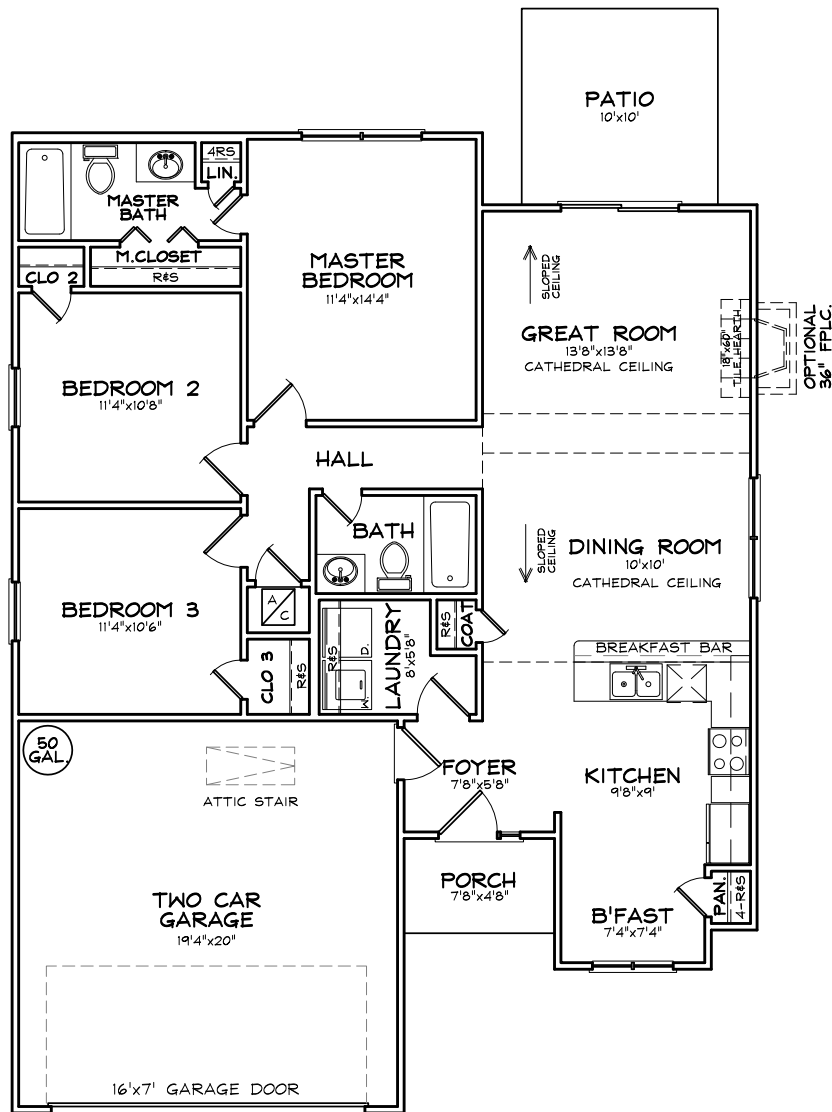 PATIO
10'x10'
4RS
LIN.
MASTER
BATH
M.CLOSET
R&S
CLO 2
MASTER
BEDROOM
11'4"x14'4"
SLOPED
CEILING
GREAT ROOM
13'8"x13'8"
CATHEDRAL CEILING
18"x60"
TILE HEARTH
OPTIONAL
36" FPLC.
BEDROOM 2
11'4"x10'8"
HALL
BATH
SLOPED
CEILING
DINING ROOM
10'x10'
CATHEDRAL CEILING
BEDROOM 3
11'4"x10'6"
A/C
R&S
COAT
R&S
D.
W.
LAUNDRY
8'x5'8"
CLO 3
R&S
BREAKFAST BAR
50
GAL.
ATTIC STAIR
FOYER
7'8"x5'8"
KITCHEN
9'8"x9'
PORCH
7'8"x4'8"
PAN.
4-R&S
TWO CAR
GARAGE
19'4"x20"
B'FAST
7'4"x7'4"
16'x7' GARAGE DOOR